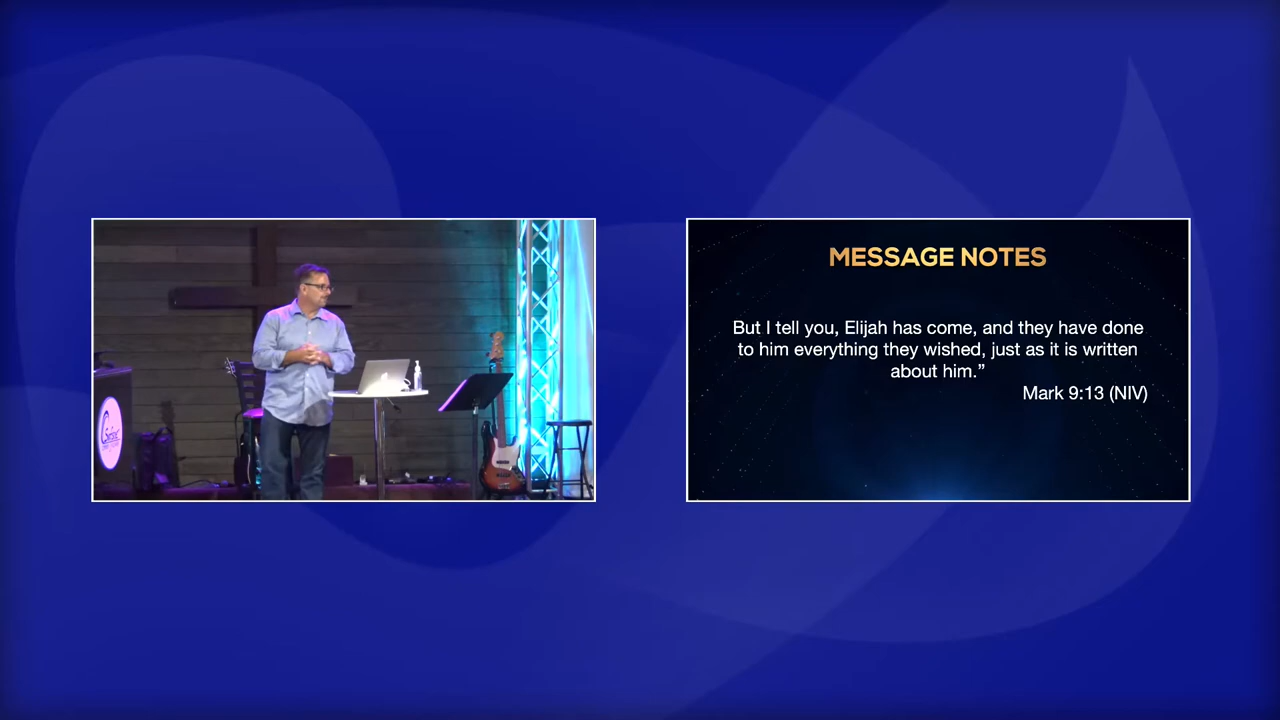 MESSAGE NOTES
But I tell you, Elijah has come, and they have done
to him everything they wished, just as it is written
about him.”
Mark 9:13 (NIV)